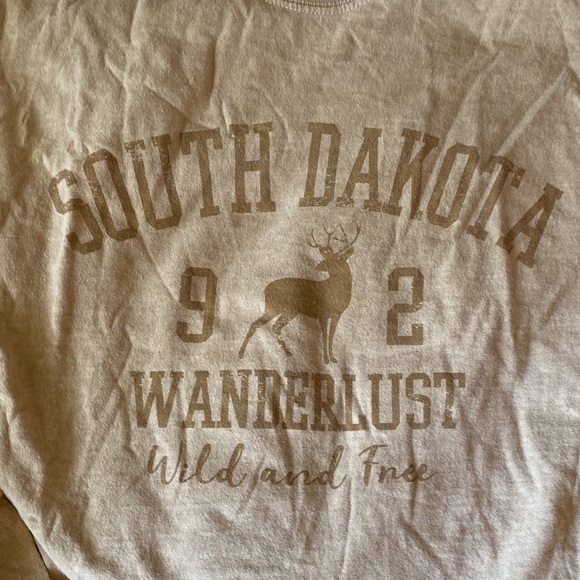 SOUTH DAKOTA
9 2
WANDERLUST
Wild and Free